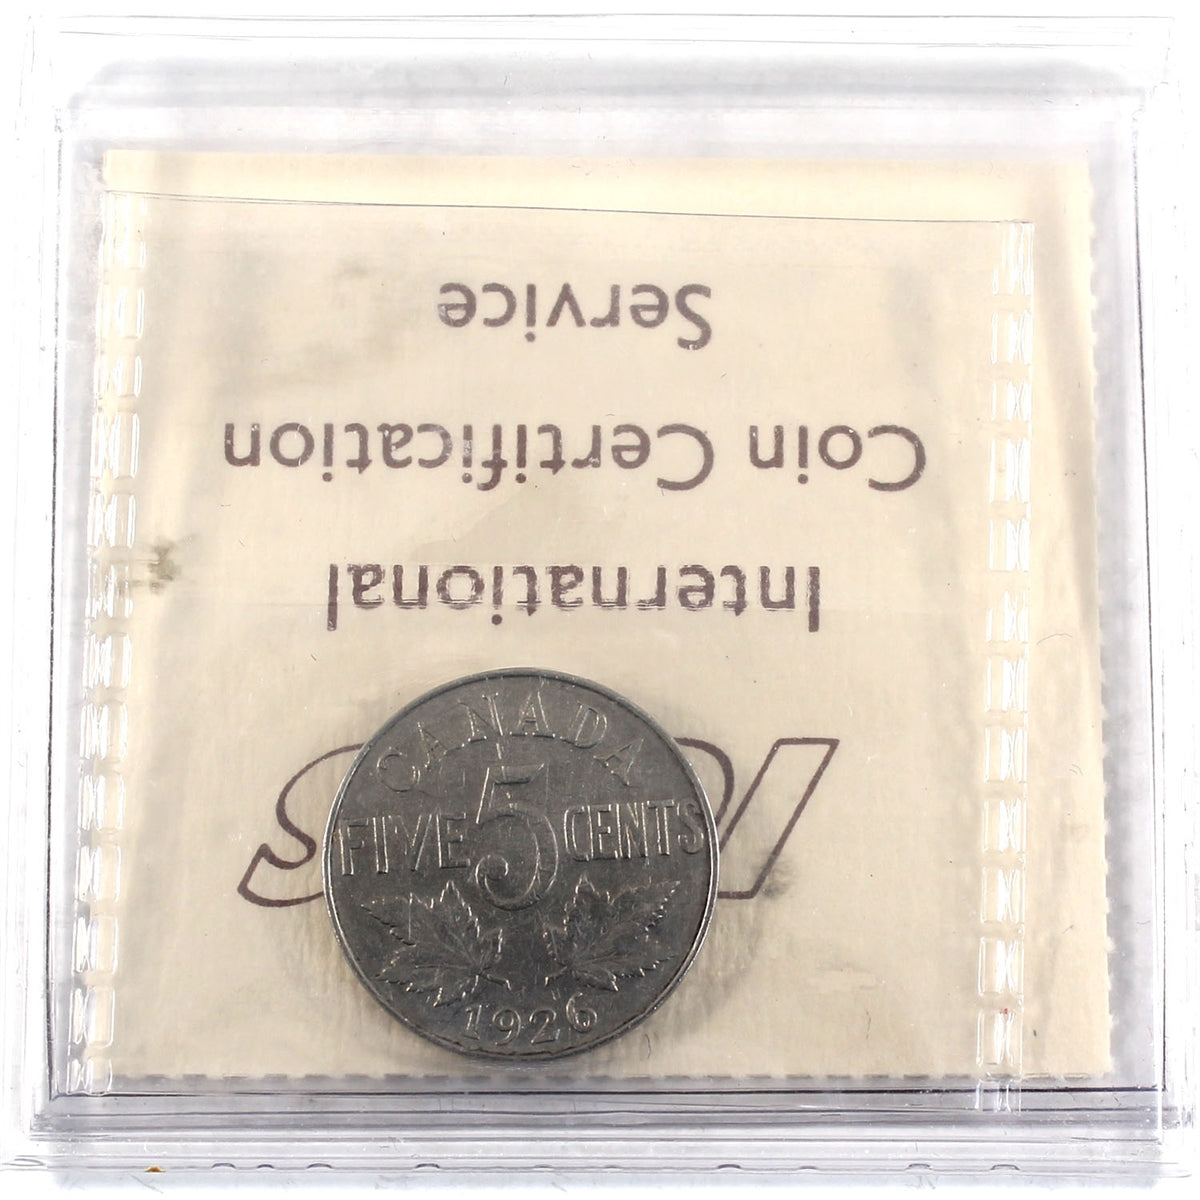 International
Coin Certification
Service
CANADA
FIVE 5 CENTS
1926